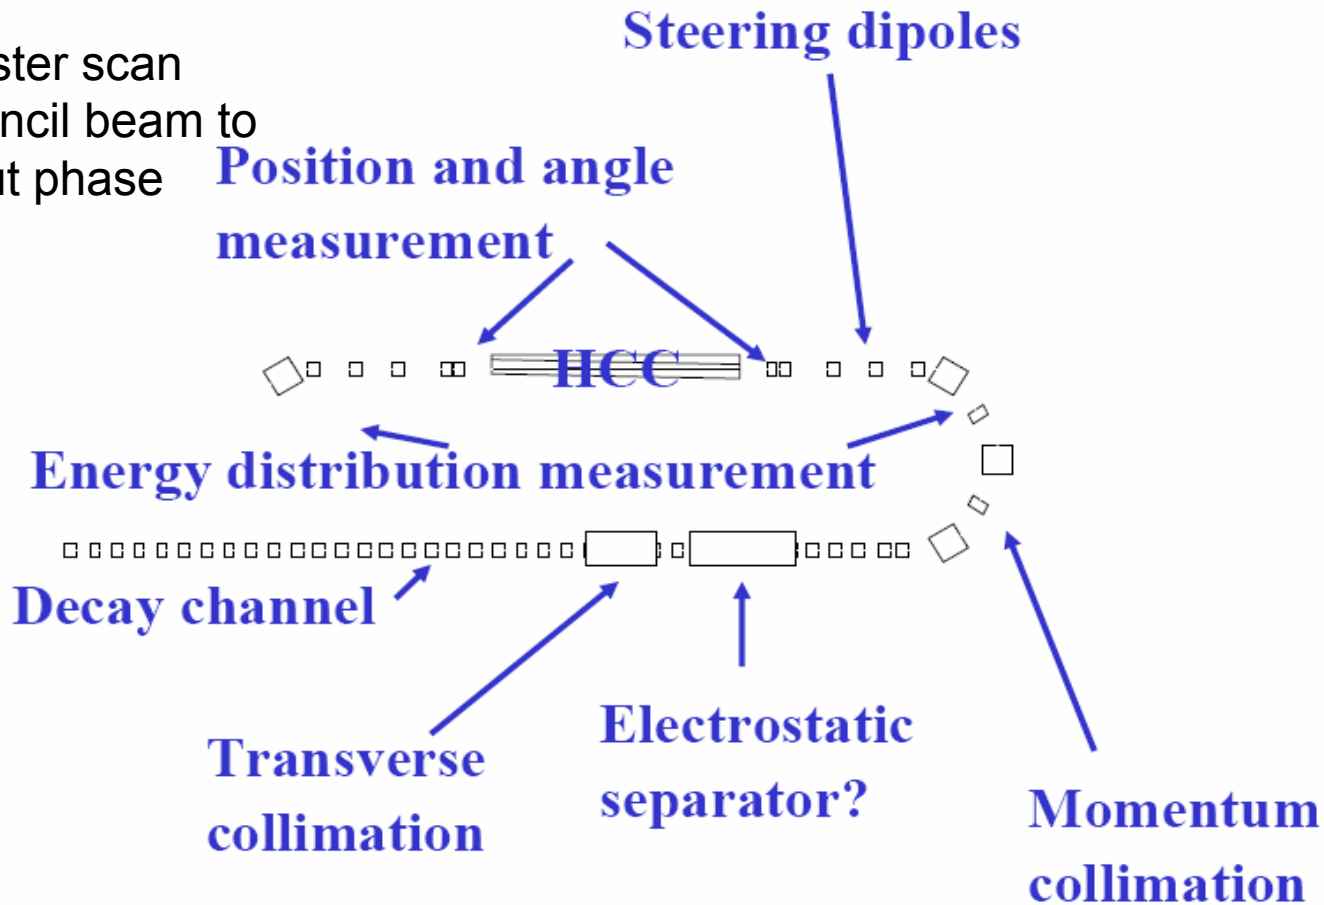 Steering dipoles
ster scan
ncil beam to
ut phase
Position and angle
measurement
HCC
Energy distribution measurement
Decay channel
Transverse
collimation
Electrostatic
separator?
Momentum
collimation